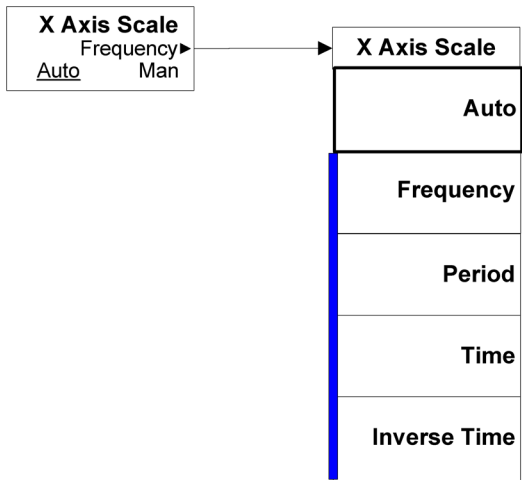 X Axis Scale
Frequency
Auto Man
X Axis Scale
Auto
Frequency
Period
Time
Inverse Time